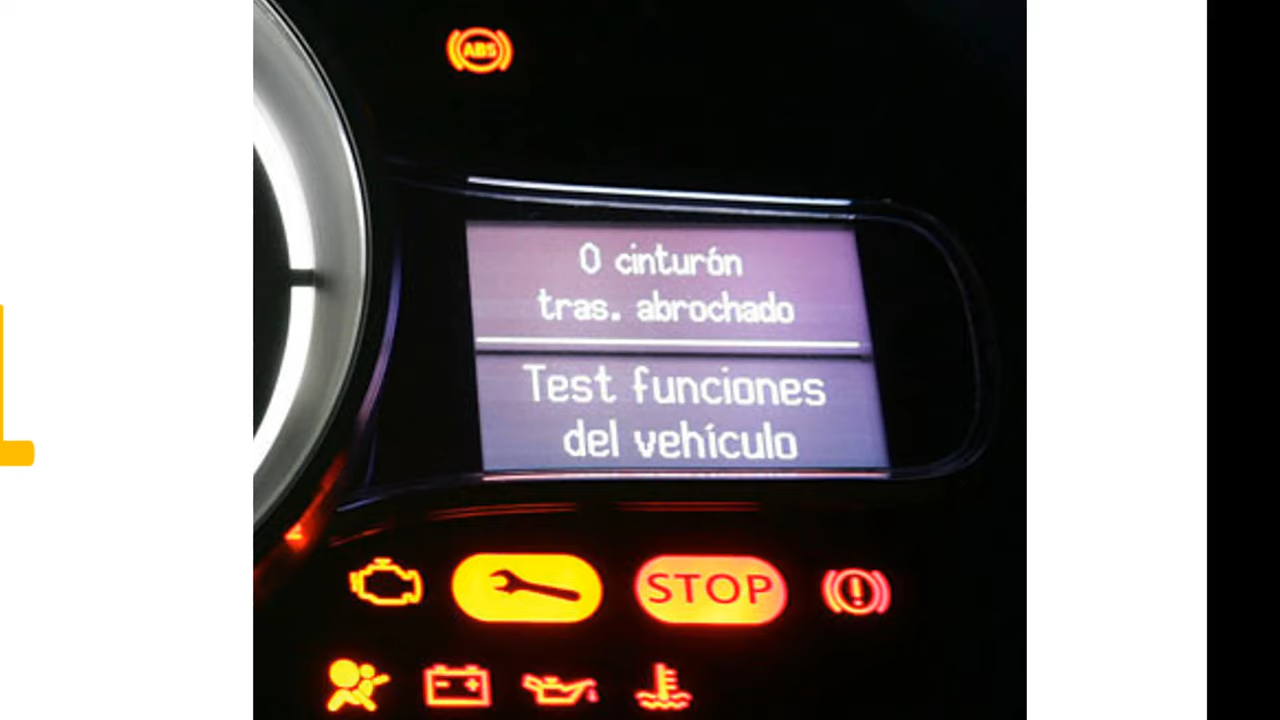 ABS
0 cinturón
tras. abrochado
Test funciones
del vehículo
STOP